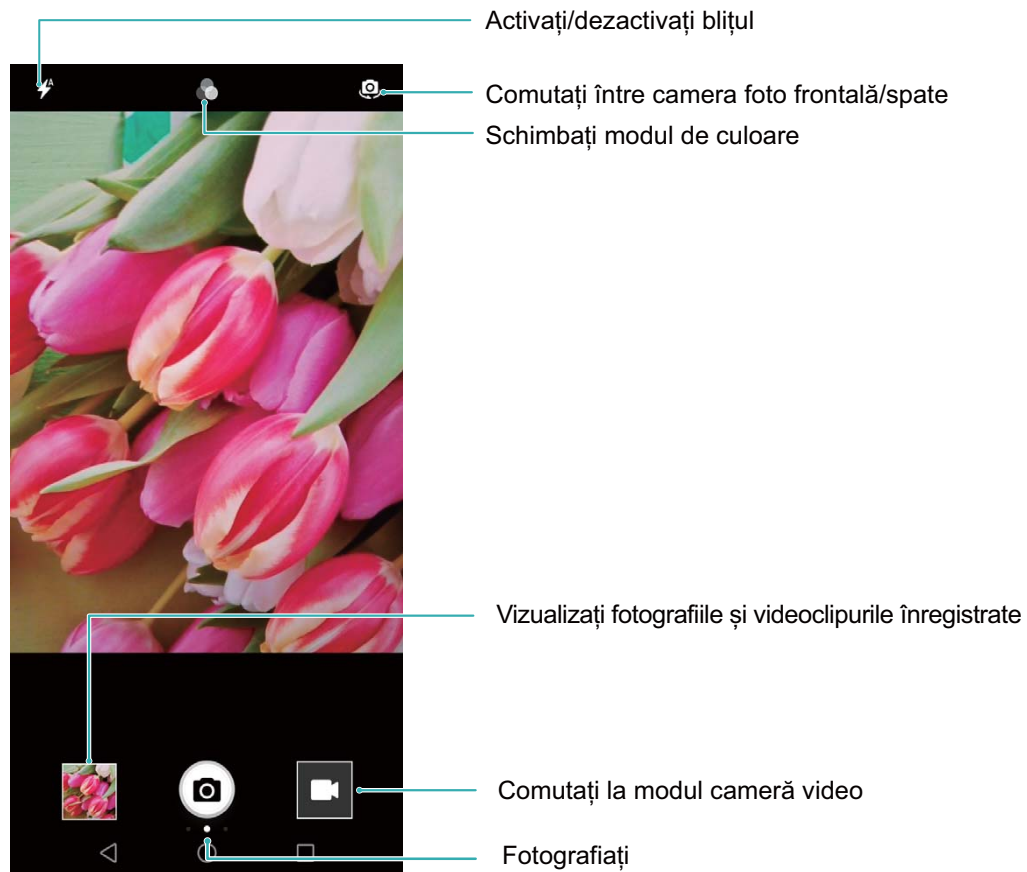 Activați/dezactivați blițul
A
Comutați între camera foto frontală/spate
Schimbați modul de culoare
Vizualizați fotografiile și videoclipurile înregistrate
Comutați la modul cameră video
Fotografiați